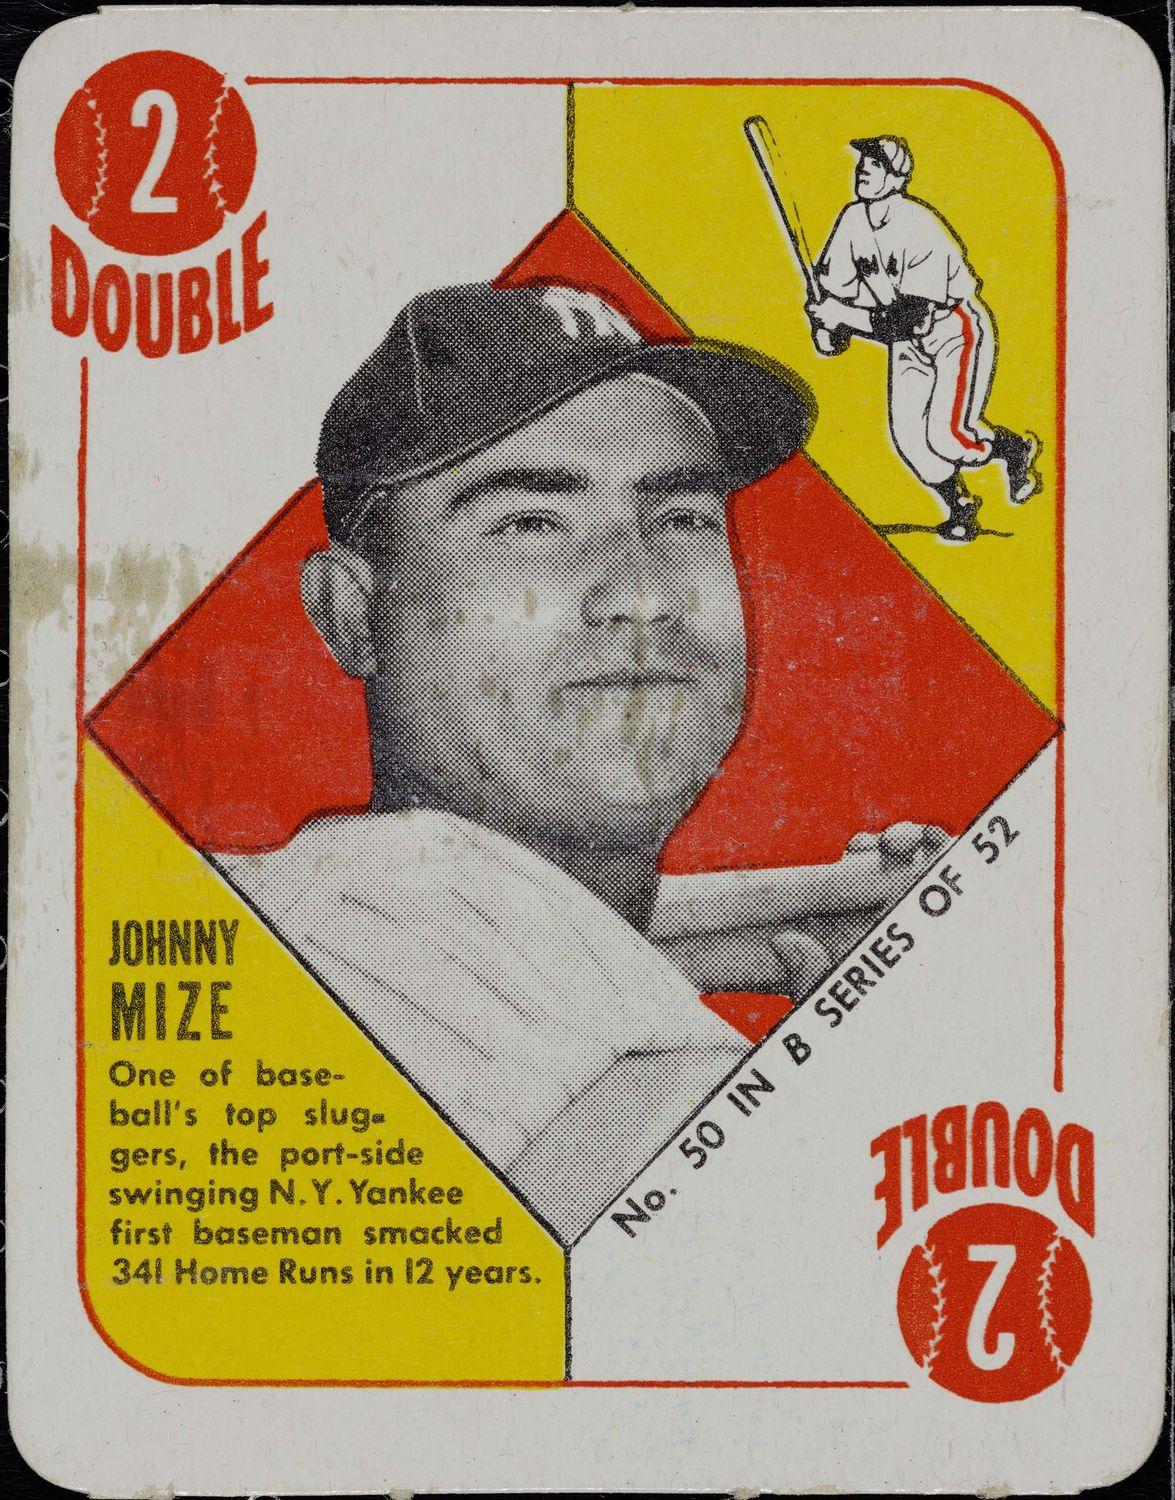 2
DOUBLE
JOHNNY
MIZE
One of base-
ball's top slug-
gers, the port-side
swinging N.Y. Yankee
first baseman smacked
341 Home Runs in 12 years.
No. 50 IN B SERIES OF 52
DOUBLE
2